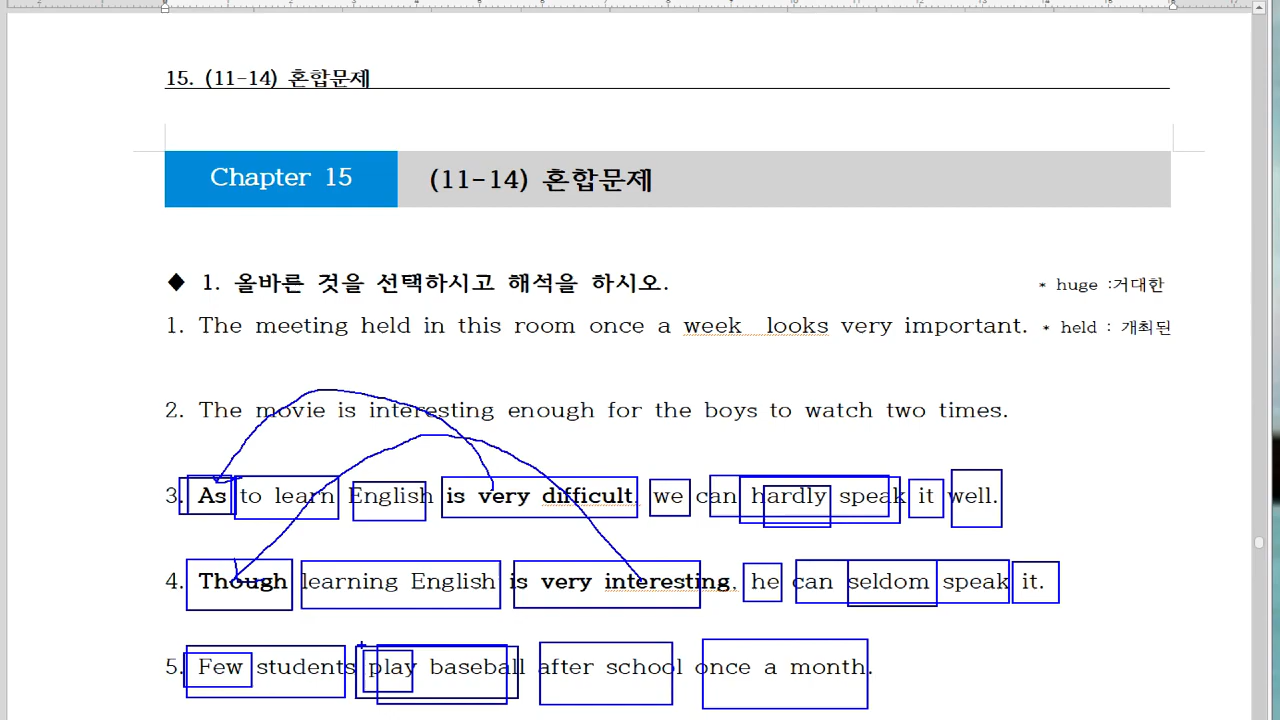 15. (11-14) 혼합문제
Chapter 15 (11-14) 혼합문제
◆ 1. 올바른 것을 선택하시고 해석을 하시오. * huge :거대한
1. The meeting held in this room once a week looks very important. * held : 개최된
2. The movie is interesting enough for the boys to watch two times.
3. As to learn English is very difficult, we can hardly speak it well.
4. Though learning English is very interesting, he can seldom speak it.
5. Few students play baseball after school once a month.